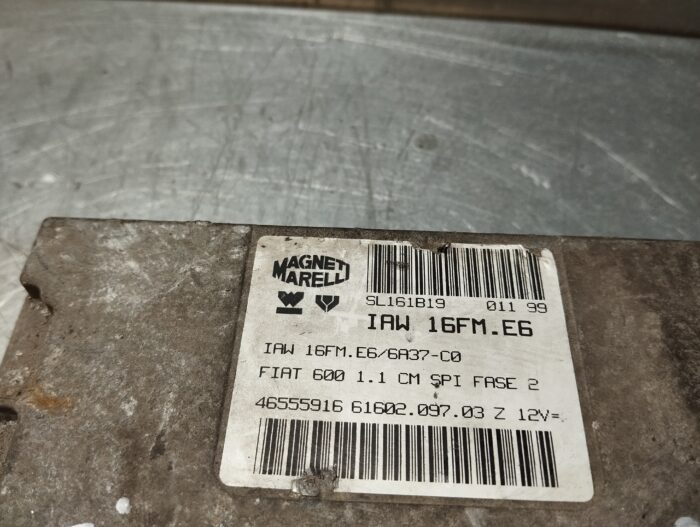 MAGNETI
MARELLI
SL161B19 011 99
IAW 16FM.E6
IAW 16FM.E6/6A37-C0
FIAT 600 1.1 CM SPI FASE 2
46555916 61602.097.03 Z 12V=